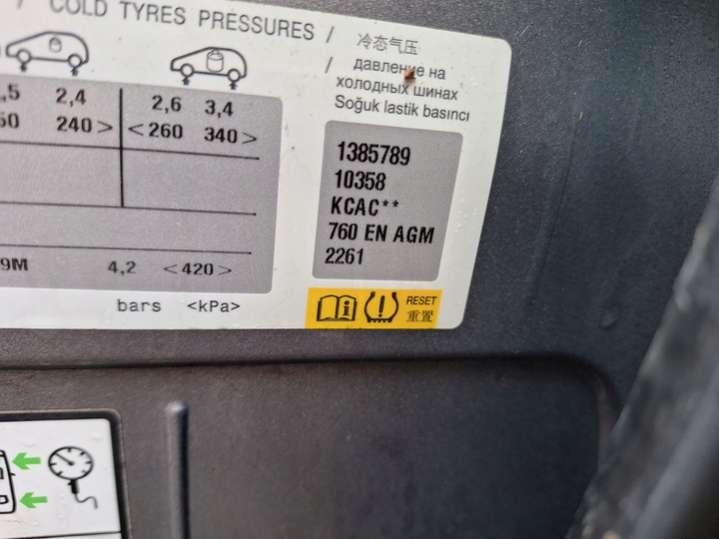 / COLD TYRES PRESSURES / 冷态气压
/ давление на
холодных шинах
Soğuk lastik basıncı
,5 2,4 2,6 3,4
50 240 > < 260 340 >
1385789
10358
KCAC**
760 EN AGM
2261
9M 4,2 < 420 >
bars <kPa>
RESET
重置